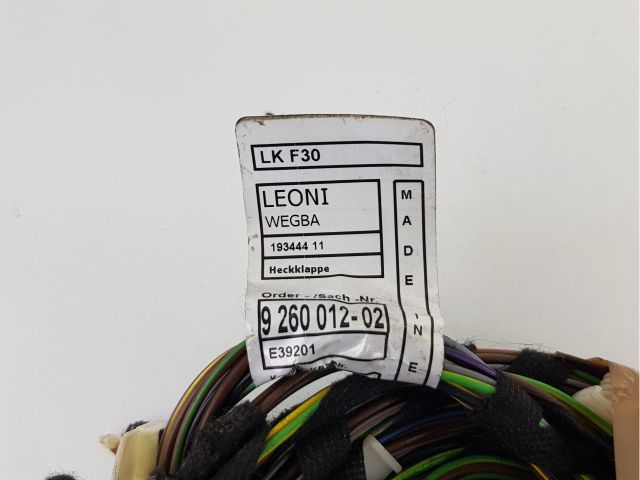 LK F30
LEONI
WEGBA
193444 11
Heckklappe
Order - /Sach -Nr.
9 260 012-02
E39201
MADE IN E